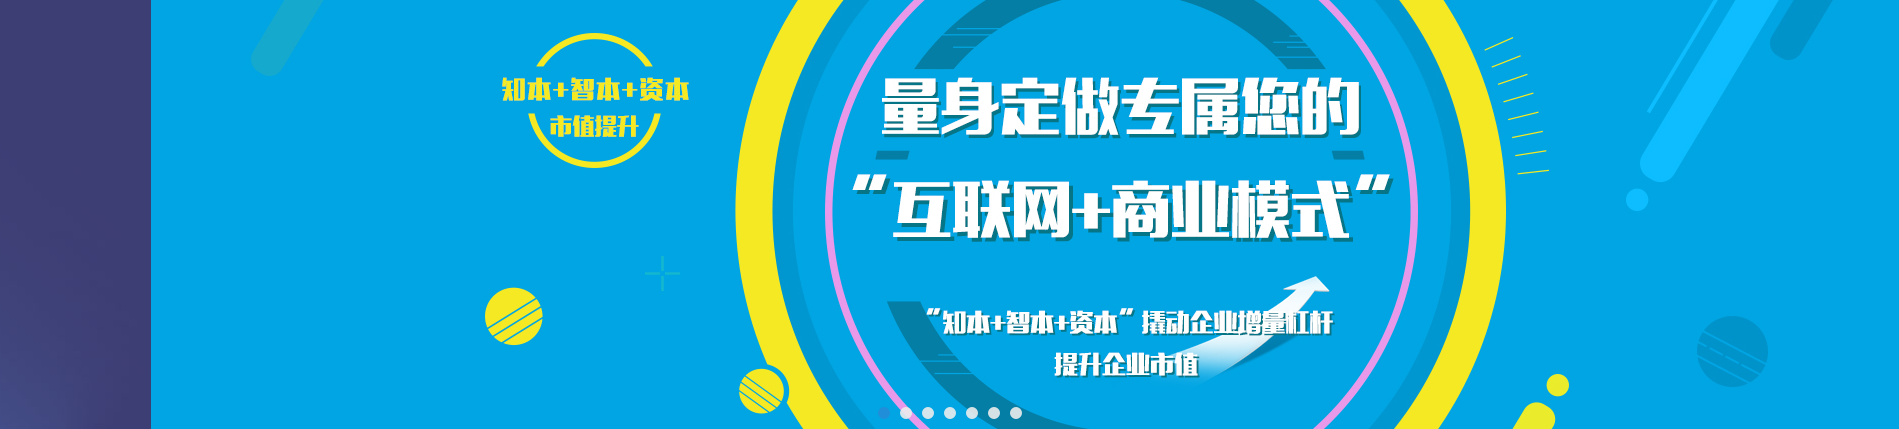 知本+智本+资本
市值提升
量身定做专属您的
“互联网+商业模式”
“知本+智本+资本”撬动企业增量杠杆
提升企业市值